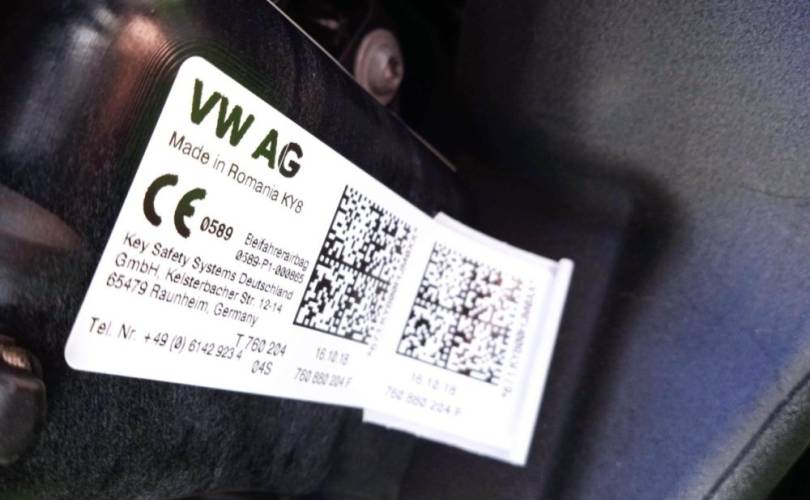 VW AG
Made in Romania KY8
CE 0589
Beifahrerairbag
0589-P1-000865
Key Safety Systems Deutschland
GmbH, Kelsterbacher Str. 12-14
65479 Raunheim, Germany
Tel. Nr. +49 (0) 6142 923 4
T 760 204
04S
16.10.18
760 880 204 F
16.10.18
760 880 204 F